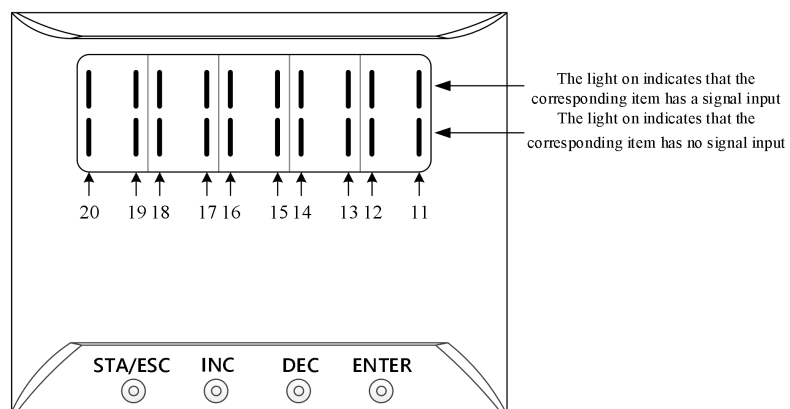 The light on indicates that the
corresponding item has a signal input
The light on indicates that the
corresponding item has no signal input
20 19 18 17 16 15 14 13 12 11
STA/ESC INC DEC ENTER